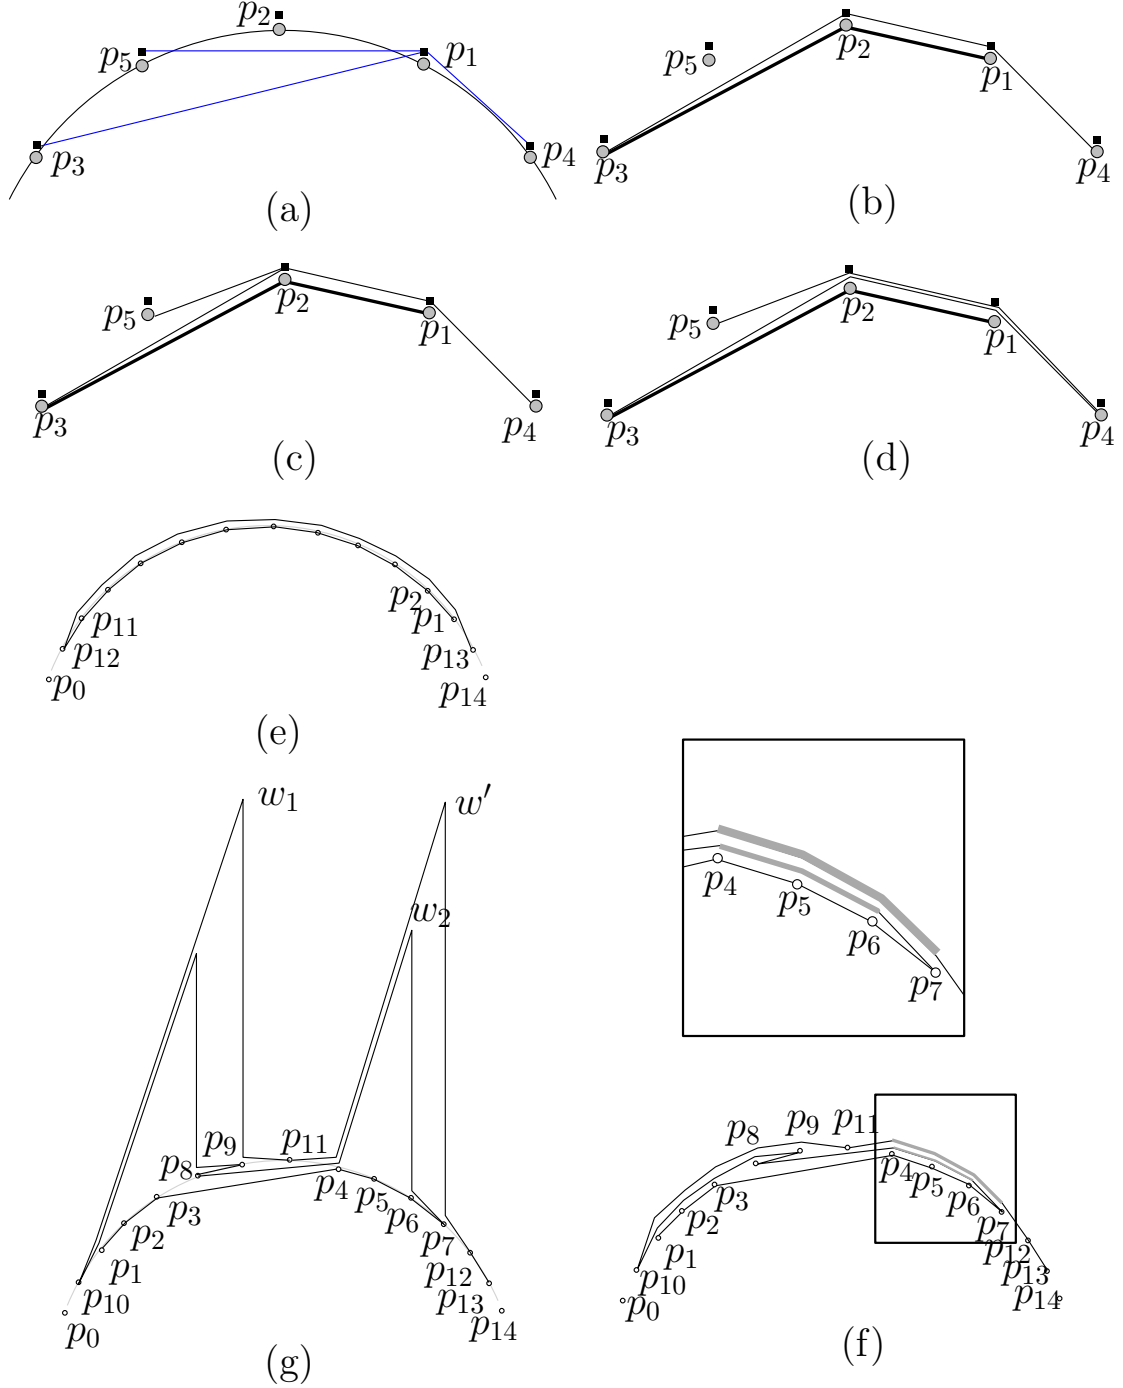 p2
p5 p1
p3 p4
(a)
p2
p5 p1
p3 p4
(b)
p5 p2 p1
p3 p4
(c)
p5 p2 p1
p3 p4
(d)
p2
p11 p1
p12 p13
p0 p14
(e)
p4
p5
p6
p7
w1 w′
w2
p9 p11
p8 p4
p3 p5
p2 p6
p1 p7
p10 p12
p13
p0 p14
(g)
p8 p9 p11
p3 p4
p2 p5
p1 p6
p10 p7
p12
p13
p0 p14
(f)